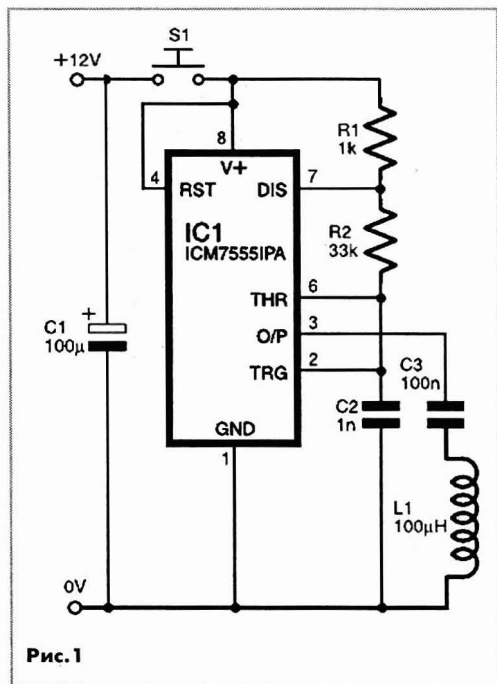 S1
+12V
8
V+
4
RST
DIS
7
R1
1k
IC1
ICM7555IPA
R2
33k
THR
6
O/P
3
TRG
2
+
C1
100µ
C2
1n
C3
100n
GND
1
L1
100µH
0V
Рис.1